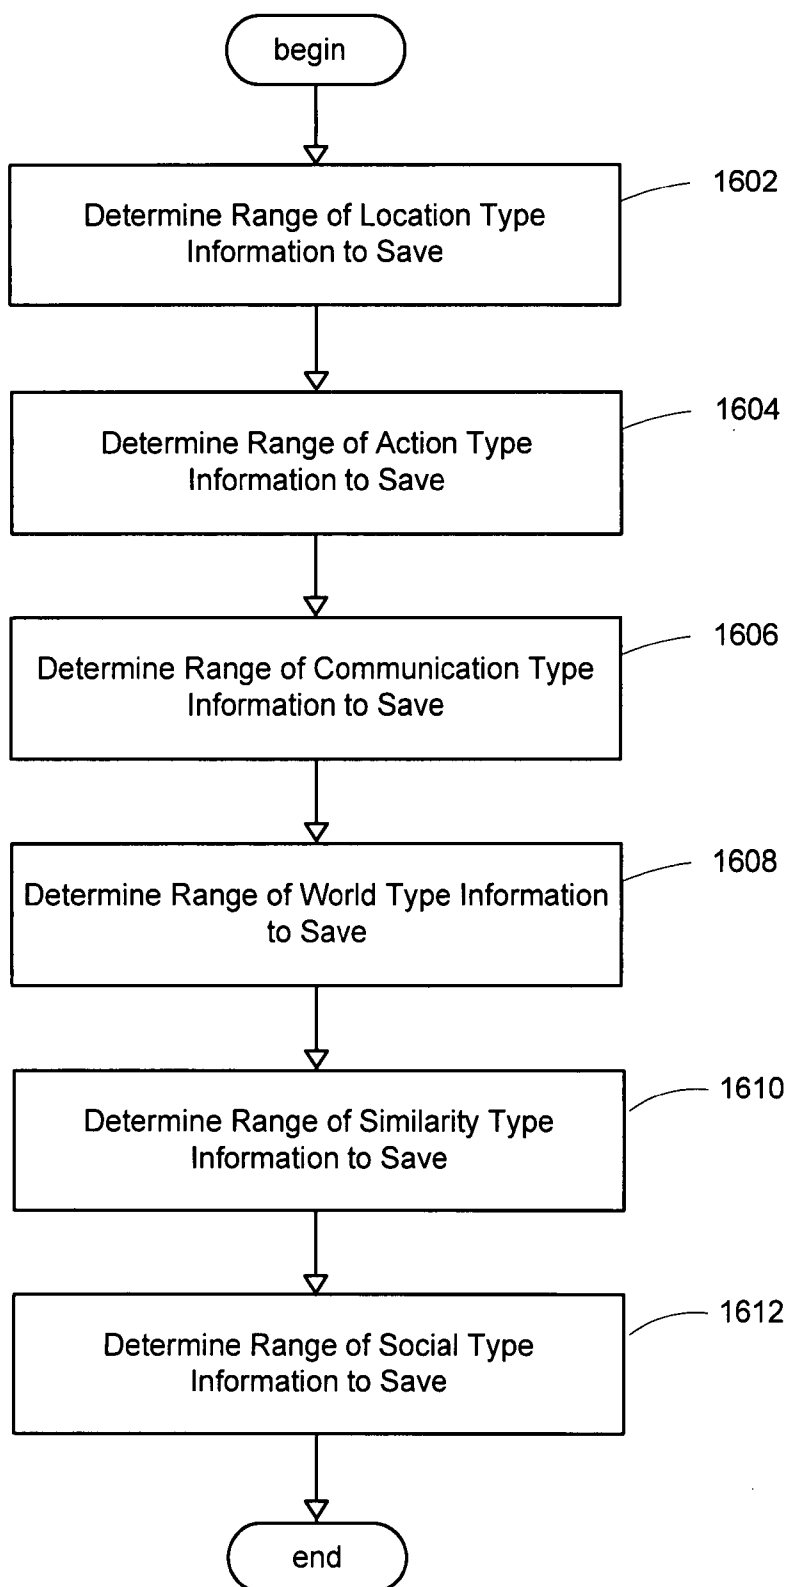 begin
Determine Range of Location Type
Information to Save
1602
Determine Range of Action Type
Information to Save
1604
Determine Range of Communication Type
Information to Save
1606
Determine Range of World Type Information
to Save
1608
Determine Range of Similarity Type
Information to Save
1610
Determine Range of Social Type
Information to Save
1612
end